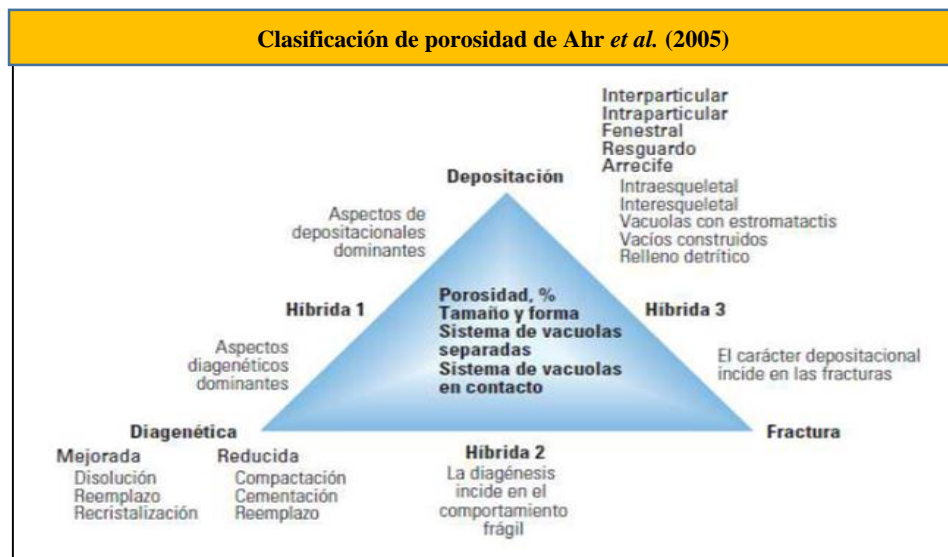 Clasificación de porosidad de Ahr et al. (2005)
Interparticular
Intraparticular
Fenestral
Resguardo
Arrecife
Intraesqueletal
Interesqueletal
Vacuolas con estromatactis
Vacíos construidos
Relleno detrítico
Depositación
Aspectos de
depositacionales
dominantes
Híbrida 1
Porosidad, %
Tamaño y forma
Sistema de vacuolas
separadas
Sistema de vacuolas
en contacto
Híbrida 3
Aspectos
diagenéticos
dominantes
El carácter depositacional
incide en las fracturas
Diagenética
Fractura
Mejorada
Disolución
Reemplazo
Recristalización
Reducida
Compactación
Cementación
Reemplazo
Híbrida 2
La diagénesis
incide en el
comportamiento
frágil